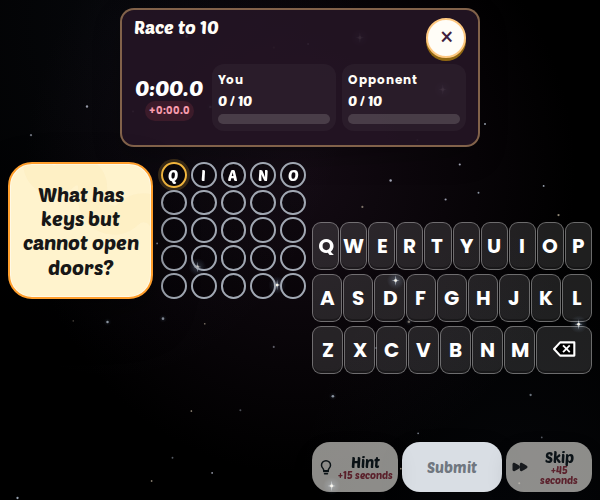 Race to 10
0:00.0
+0:00.0
You
0 / 10
Opponent
0 / 10
What has
keys but
cannot open
doors?
Q I A N O
Q W E R T Y U I O P
A S D F G H J K L
Z X C V B N M
Hint
+15 seconds
Submit
Skip
+45
seconds